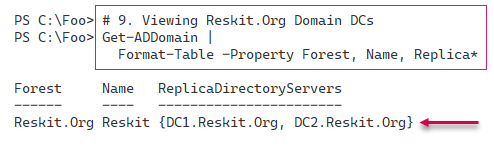 PS C:\Foo> # 9. Viewing Reskit.Org Domain DCs
PS C:\Foo> Get-ADDomain |
Format-Table -Property Forest, Name, Replica*
Forest Name ReplicaDirectoryServers
------ ---- -----------------------
Reskit.Org Reskit {DC1.Reskit.Org, DC2.Reskit.Org}